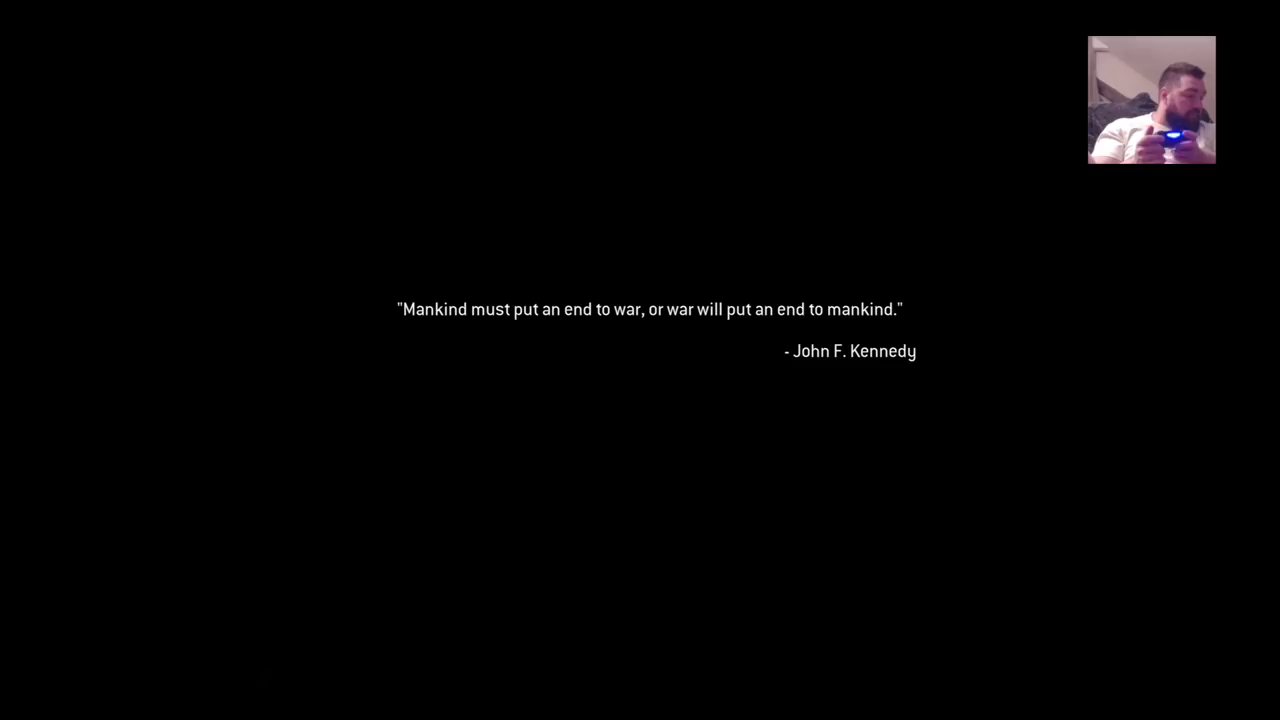 "Mankind must put an end to war, or war will put an end to mankind."
- John F. Kennedy